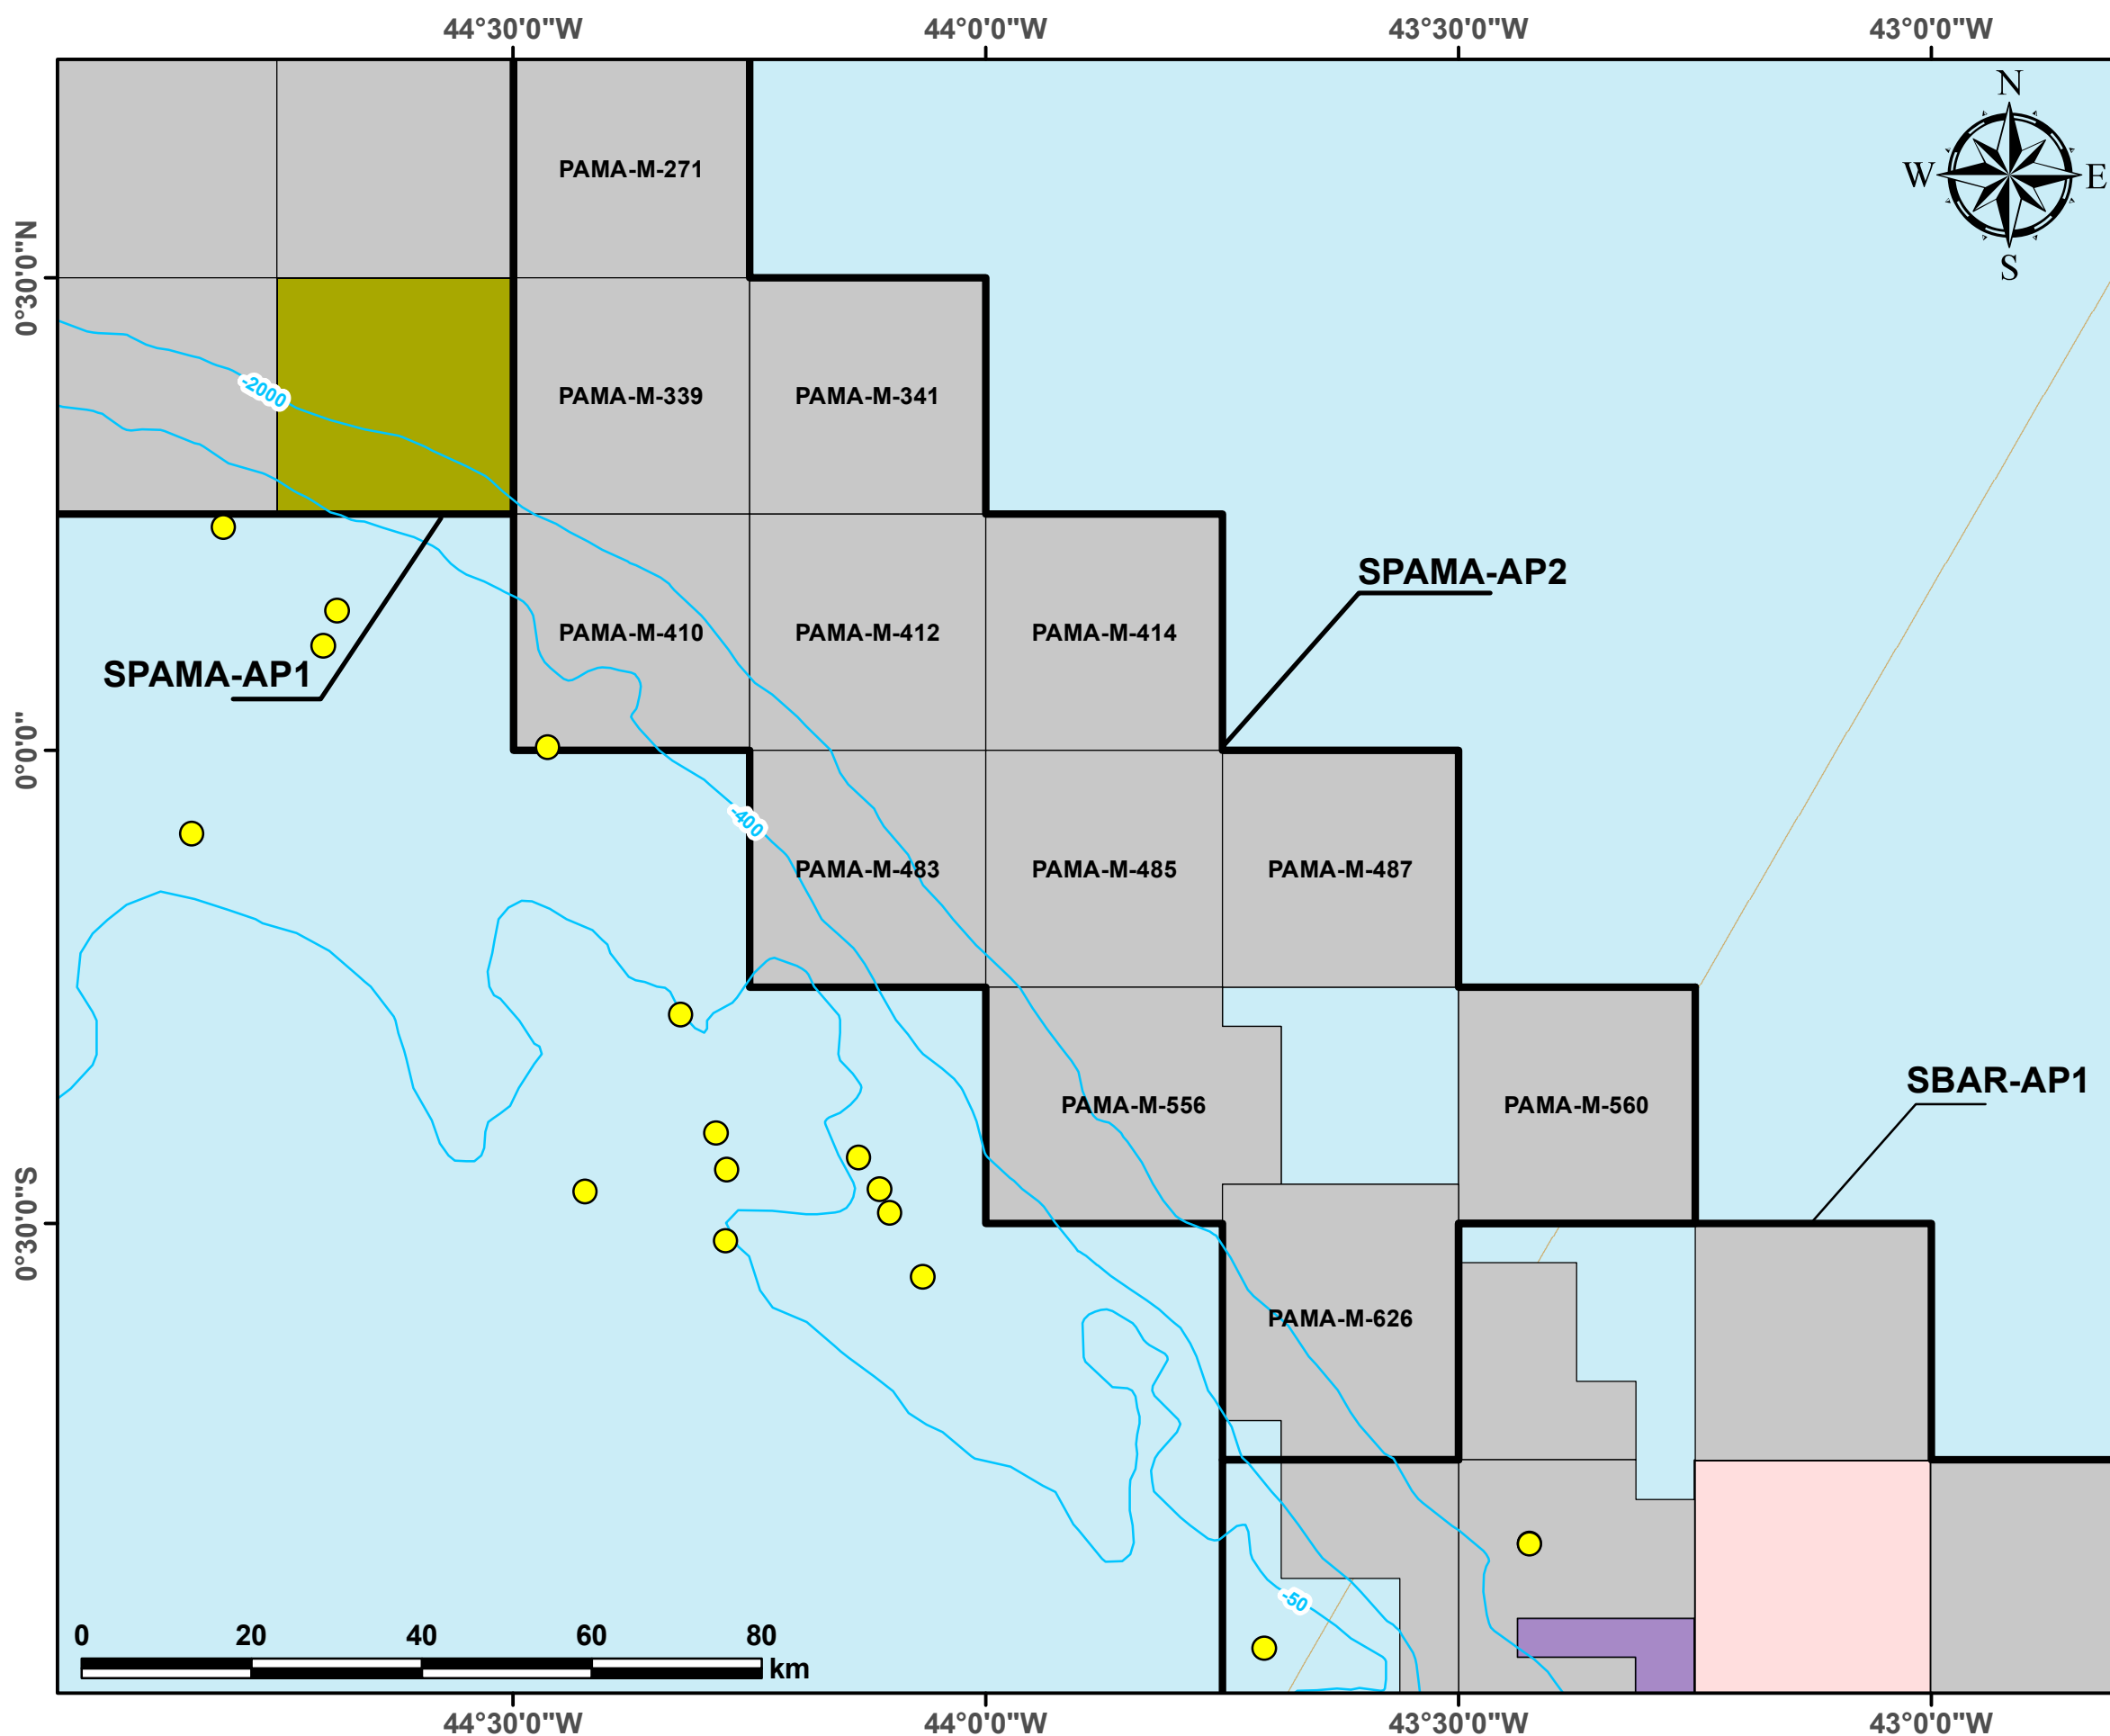 44°30'0"W 44°0'0"W 43°30'0"W 43°0'0"W
N
W E
S
PAMA-M-271
0°30'0"N
-2000
PAMA-M-339 PAMA-M-341
SPAMA-AP2
PAMA-M-410 PAMA-M-412 PAMA-M-414
SPAMA-AP1
0°0'0"
-400
PAMA-M-483 PAMA-M-485 PAMA-M-487
SBAR-AP1
PAMA-M-556 PAMA-M-560
0°30'0"S
PAMA-M-626
-50
0 20 40 60 80
km
44°30'0"W 44°0'0"W 43°30'0"W 43°0'0"W